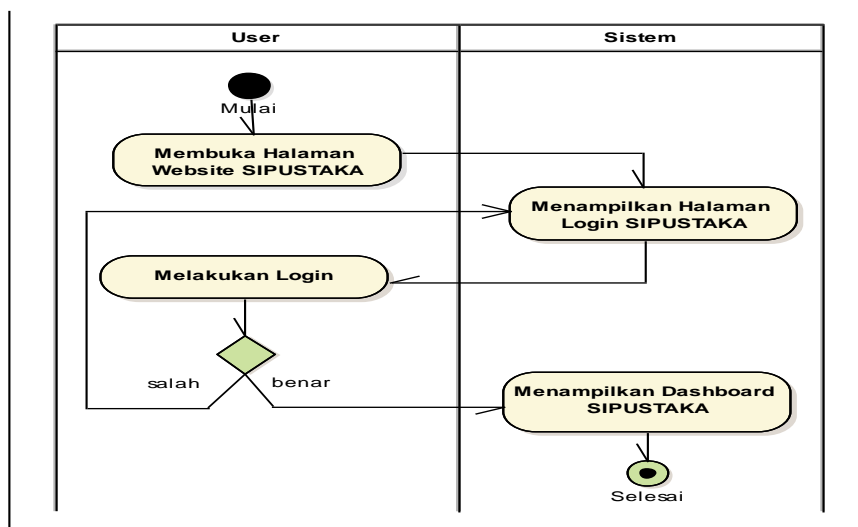 User
Sistem
Mulai
Membuka Halaman
Website SIPUSTAKA
Menampilkan Halaman
Login SIPUSTAKA
Melakukan Login
salah
benar
Menampilkan Dashboard
SIPUSTAKA
Selesai